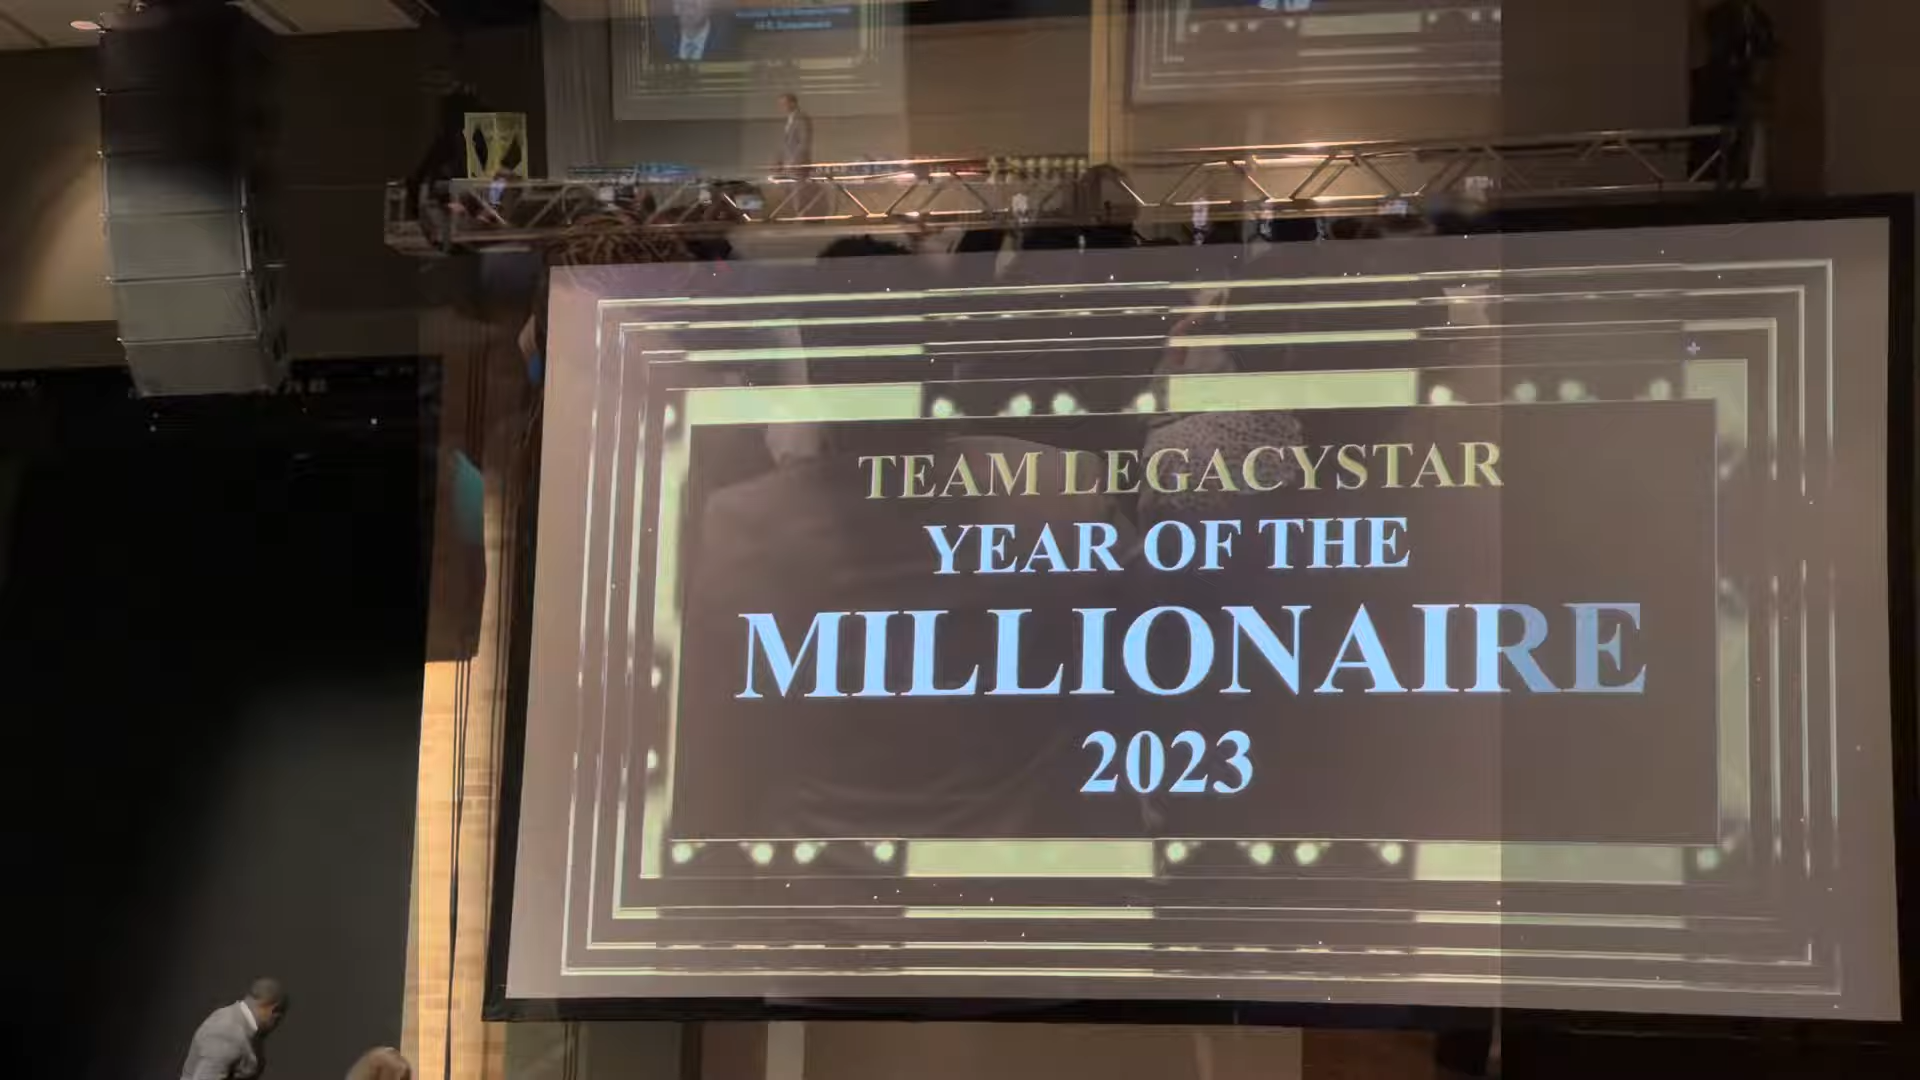 TEAM LEGACYSTAR
YEAR OF THE
MILLIONAIRE
2023